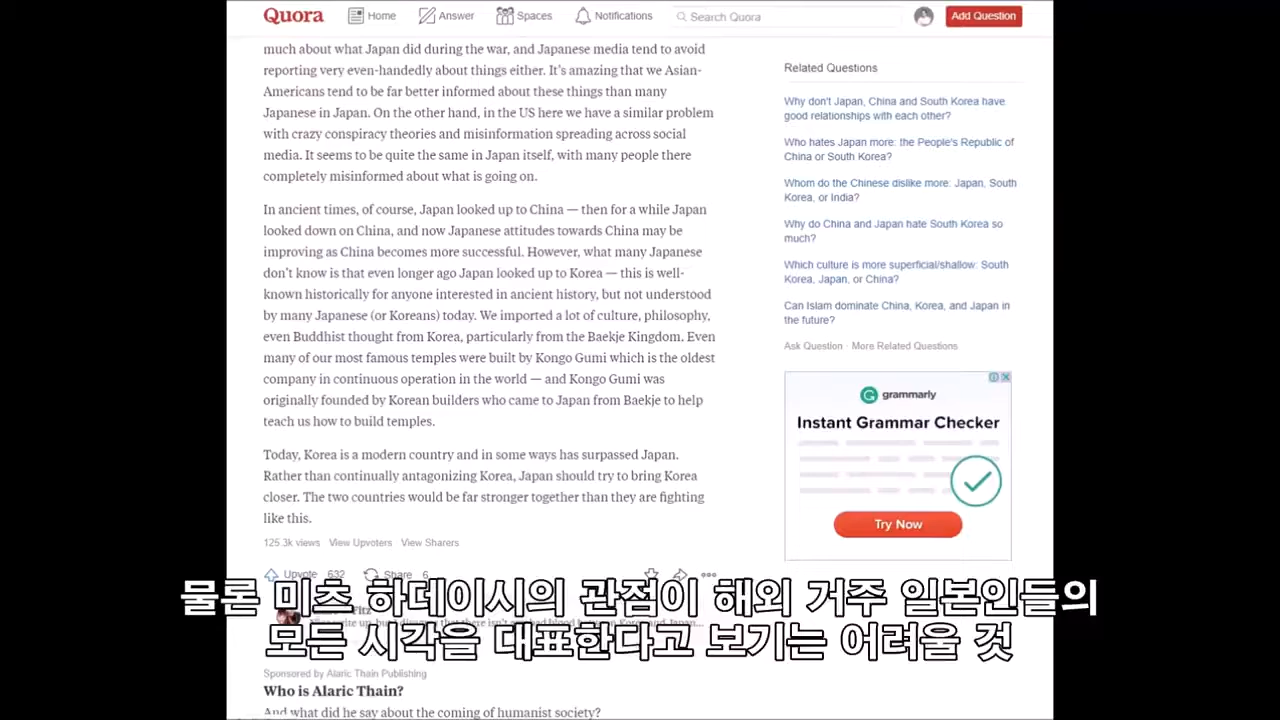 Quora Home Answer Spaces Notifications Search Quora Add Question
much about what Japan did during the war, and Japanese media tend to avoid
reporting very even-handedly about things either. It's amazing that we Asian-
Americans tend to be far better informed about these things than many
Japanese in Japan. On the other hand, in the US here we have a similar problem
with crazy conspiracy theories and misinformation spreading across social
media. It seems to be quite the same in Japan itself, with many people there
completely misinformed about what is going on.
In ancient times, of course, Japan looked up to China — then for a while Japan
looked down on China, and now Japanese attitudes towards China may be
improving as China becomes more successful. However, what many Japanese
don't know is that even longer ago Japan looked up to Korea — this is well-
known historically for anyone interested in ancient history, but not understood
by many Japanese (or Koreans) today. We imported a lot of culture, philosophy,
even Buddhist thought from Korea, particularly from the Baekje Kingdom. Even
many of our most famous temples were built by Kongo Gumi which is the oldest
company in continuous operation in the world — and Kongo Gumi was
originally founded by Korean builders who came to Japan from Baekje to help
teach us how to build temples.
Today, Korea is a modern country and in some ways has surpassed Japan.
Rather than continually antagonizing Korea, Japan should try to bring Korea
closer. The two countries would be far stronger together than they are fighting
like this.
125.3k views View Upvoters View Sharers
Upvote 632 Share 6
물론 미츠 하데이시의 관점이 해외 거주 일본인들의
모든 시각을 대표한다고 보기는 어려울 것
Sponsored by Alaric Thain Publishing
Who is Alaric Thain?
And what did he say about the coming of humanist society?
Related Questions
Why don't Japan, China and South Korea have
good relationships with each other?
Who hates Japan more: the People's Republic of
China or South Korea?
Whom do the Chinese dislike more: Japan, South
Korea, or India?
Why do China and Japan hate South Korea so
much?
Which culture is more superficial/shallow: South
Korea, Japan, or China?
Can Islam dominate China, Korea, and Japan in
the future?
Ask Question · More Related Questions
grammarly
Instant Grammar Checker
Try Now